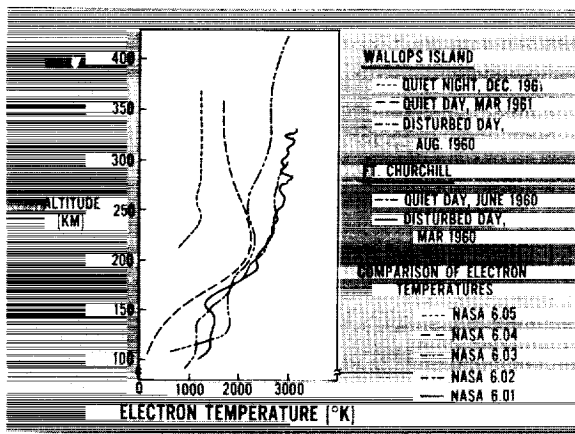 400
350
300
250
200
150
100
ALTITUDE
(KM)
0
1000
2000
3000
ELECTRON TEMPERATURE (°K)
WALLOPS ISLAND
QUIET NIGHT, DEC. 196
QUIET DAY, MAR 1961
DISTURBED DAY,
AUG. 1960
FT. CHURCHILL
QUIET DAY, JUNE 1960
DISTURBED DAY,
MAR 1960
COMPARISON OF ELECTRON
TEMPERATURES
NASA 6.05
NASA 6.04
NASA 6.03
NASA 6.02
NASA 6.01